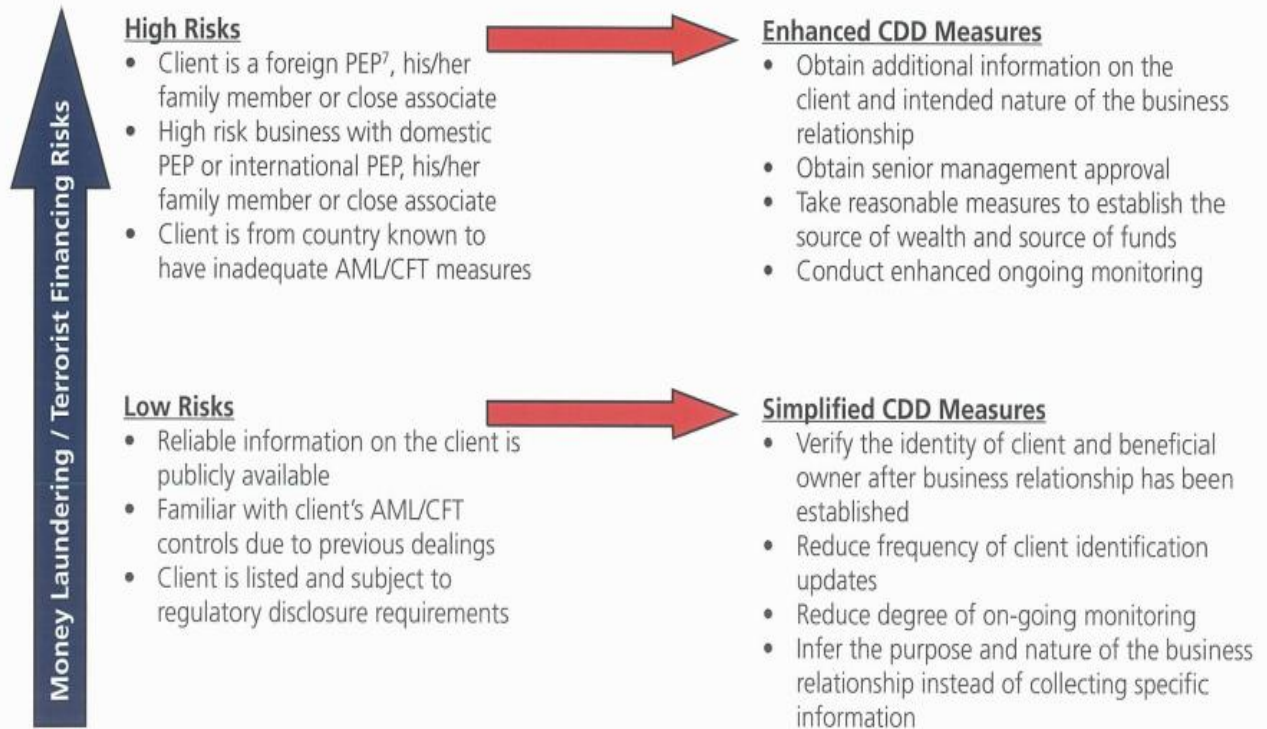 Money Laundering / Terrorist Financing Risks
High Risks
• Client is a foreign PEP⁷, his/her
family member or close associate
• High risk business with domestic
PEP or international PEP, his/her
family member or close associate
• Client is from country known to
have inadequate AML/CFT measures
Enhanced CDD Measures
• Obtain additional information on the
client and intended nature of the business
relationship
• Obtain senior management approval
• Take reasonable measures to establish the
source of wealth and source of funds
• Conduct enhanced ongoing monitoring
Low Risks
• Reliable information on the client is
publicly available
• Familiar with client's AML/CFT
controls due to previous dealings
• Client is listed and subject to
regulatory disclosure requirements
Simplified CDD Measures
• Verify the identity of client and beneficial
owner after business relationship has been
established
• Reduce frequency of client identification
updates
• Reduce degree of on-going monitoring
• Infer the purpose and nature of the business
relationship instead of collecting specific
information